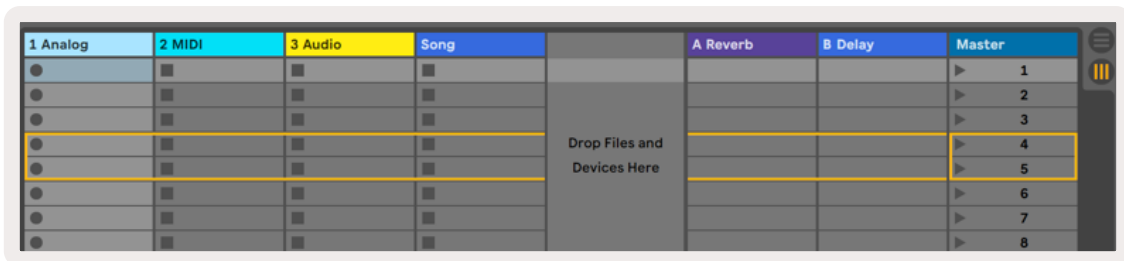 1 Analog 2 MIDI 3 Audio Song A Reverb B Delay Master
1
2
3
Drop Files and 4
Devices Here 5
6
7
8